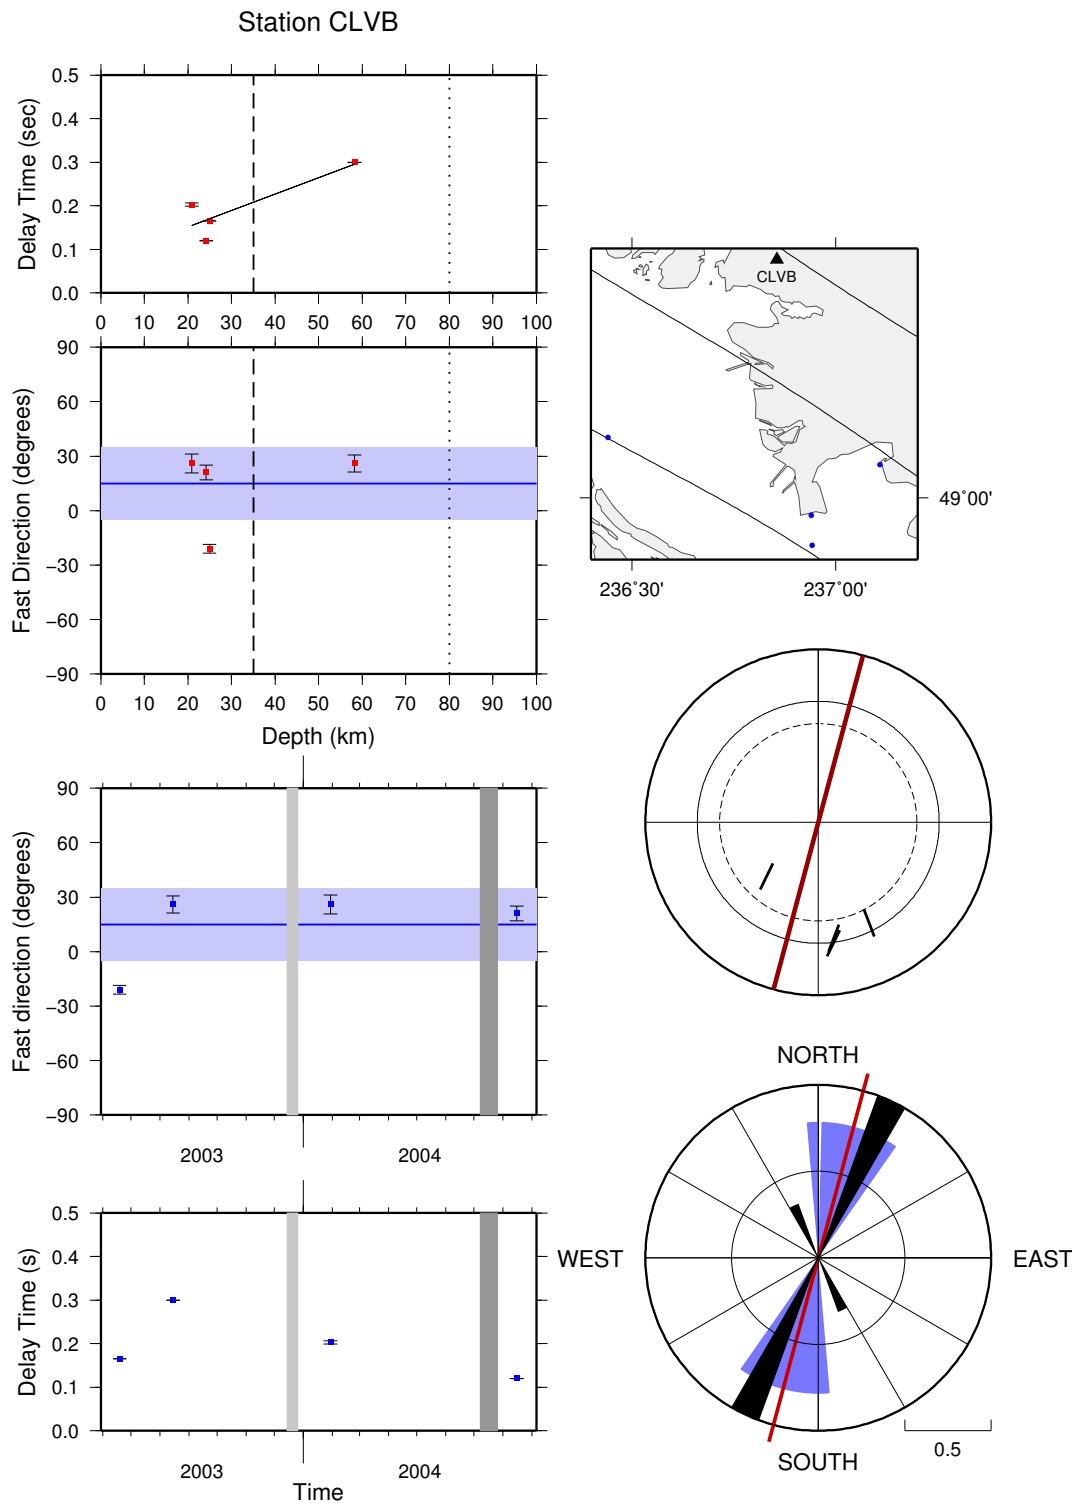 Station CLVB
Delay Time (sec)
0.5
0.4
0.3
0.2
0.1
0.0
0 10 20 30 40 50 60 70 80 90 100
Fast Direction (degrees)
90
60
30
0
−30
−60
−90
0 10 20 30 40 50 60 70 80 90 100
Depth (km)
CLVB
49°00'
236°30' 237°00'
Fast direction (degrees)
90
60
30
0
−30
−60
−90
2003 2004
Delay Time (s)
0.5
0.4
0.3
0.2
0.1
0.0
2003 2004
Time
NORTH
WEST
EAST
SOUTH
0.5